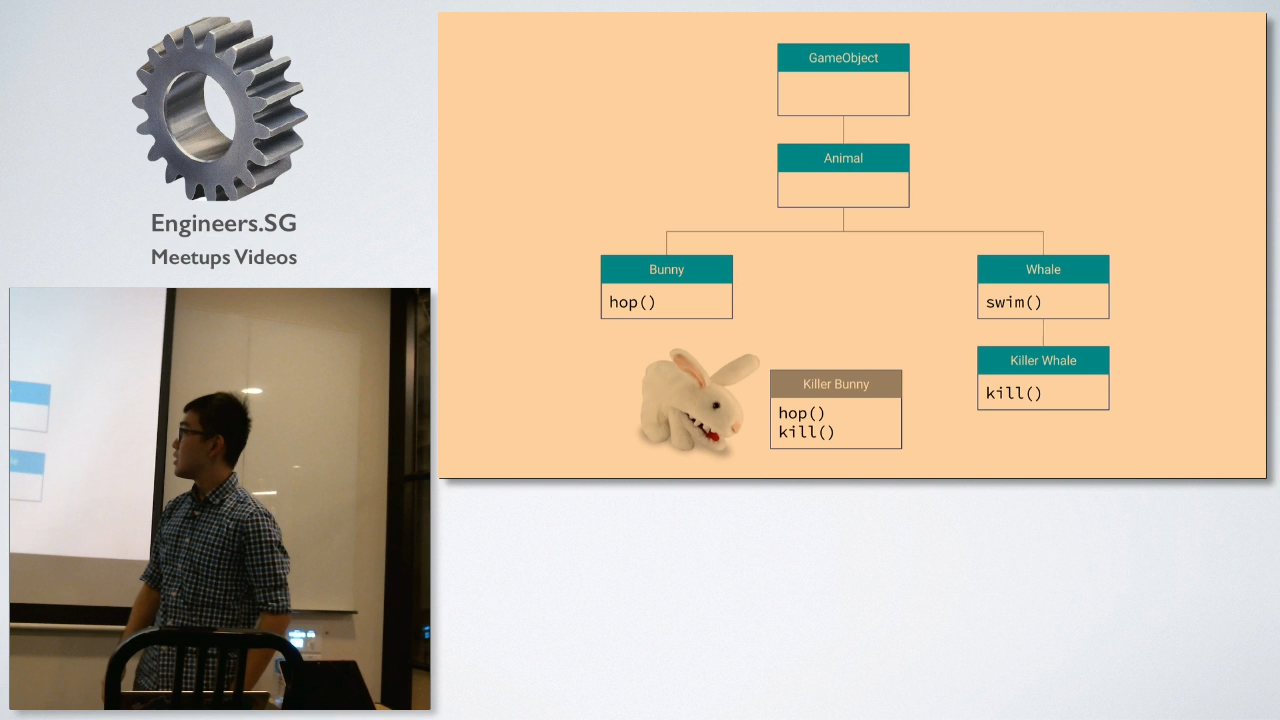 Engineers.SG
Meetups Videos
GameObject
Animal
Bunny
hop()
Whale
swim()
Killer Whale
kill()
Killer Bunny
hop()
kill()